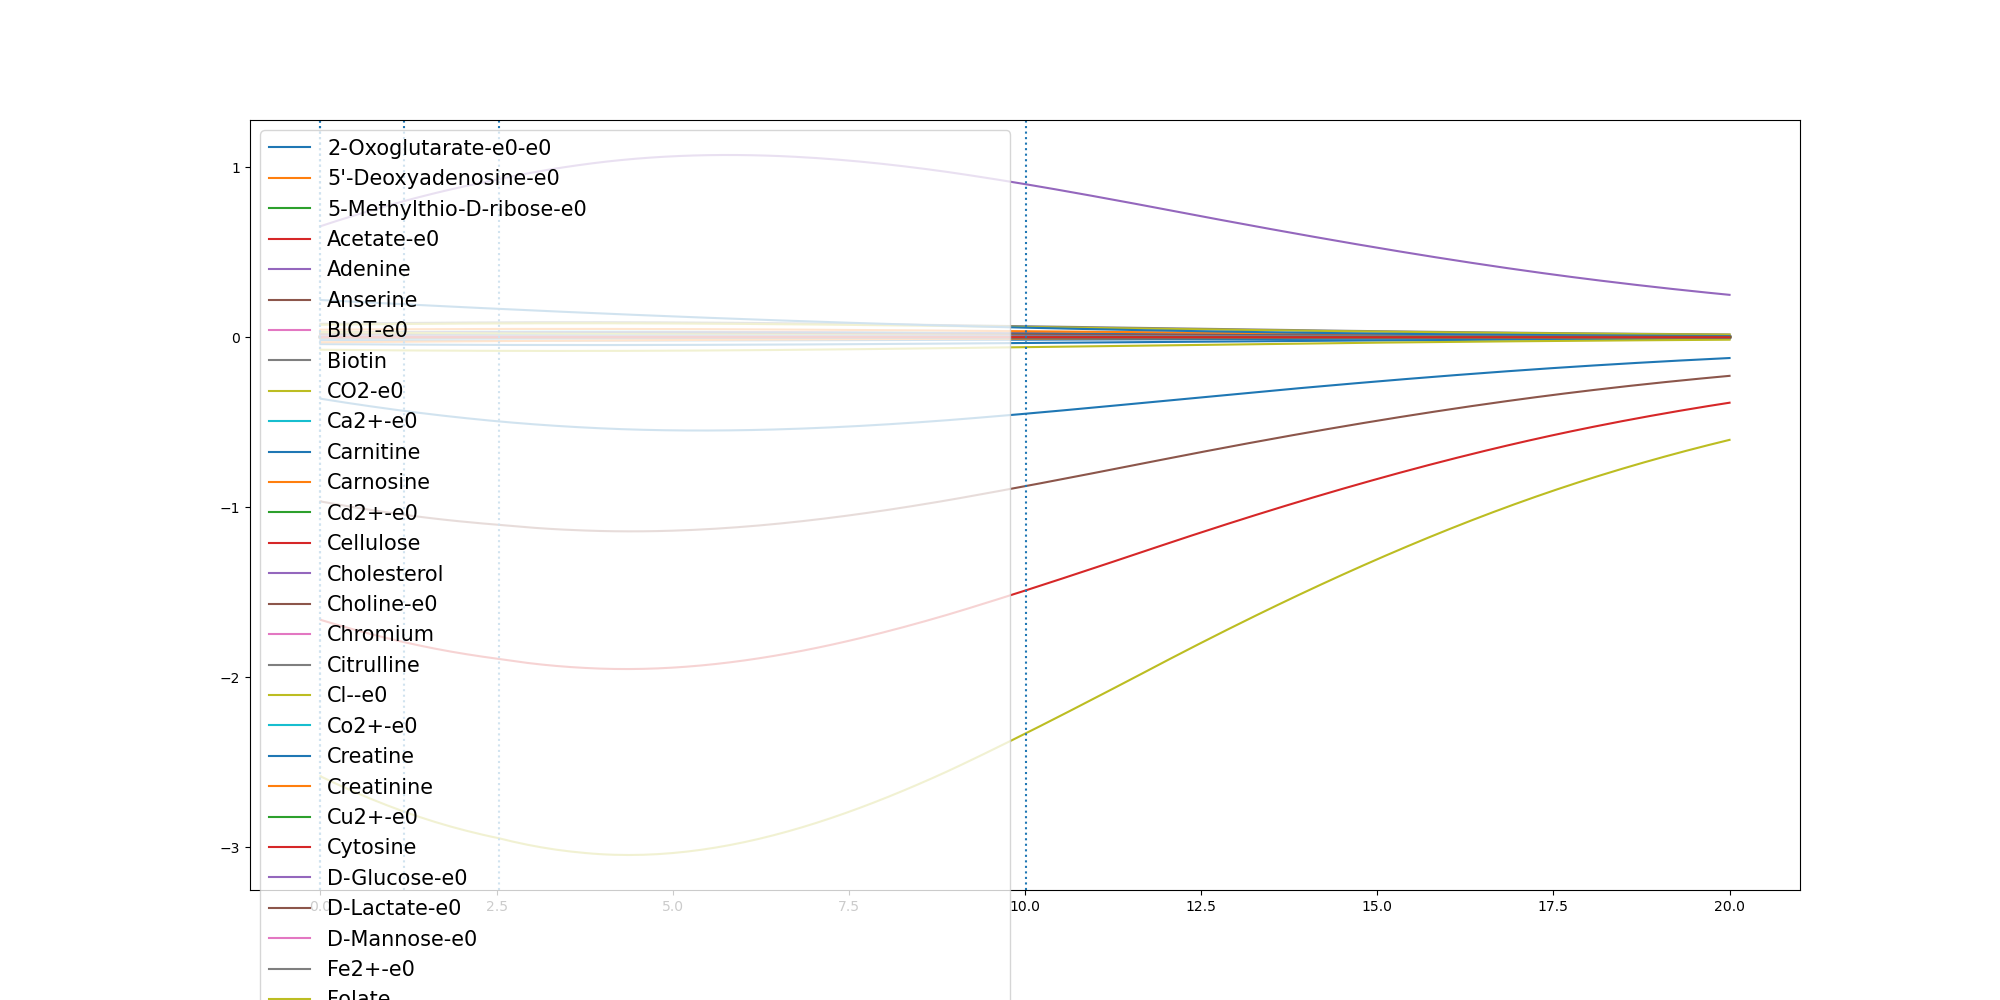 2-Oxoglutarate-e0-e0
5'-Deoxyadenosine-e0
5-Methylthio-D-ribose-e0
Acetate-e0
Adenine
Anserine
BIOT-e0
Biotin
CO2-e0
Ca2+-e0
Carnitine
Carnosine
Cd2+-e0
Cellulose
Cholesterol
Choline-e0
Chromium
Citrulline
Cl--e0
Co2+-e0
Creatine
Creatinine
Cu2+-e0
Cytosine
D-Glucose-e0
D-Lactate-e0
D-Mannose-e0
Fe2+-e0
Folate
1
0
−1
−2
−3
0.0 2.5 5.0 7.5 10.0 12.5 15.0 17.5 20.0